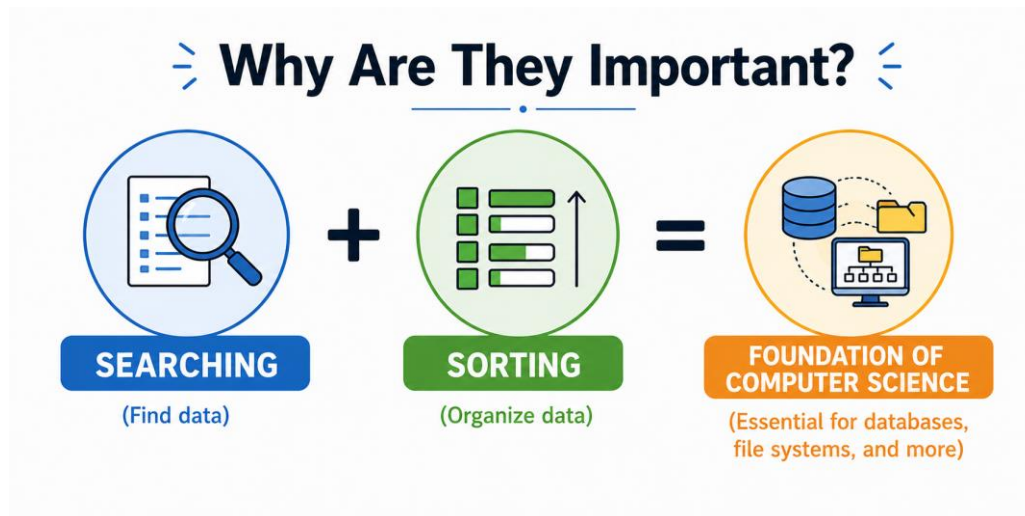 Why Are They Important?
+
=
SEARCHING
(Find data)
SORTING
(Organize data)
FOUNDATION OF
COMPUTER SCIENCE
(Essential for databases,
file systems, and more)